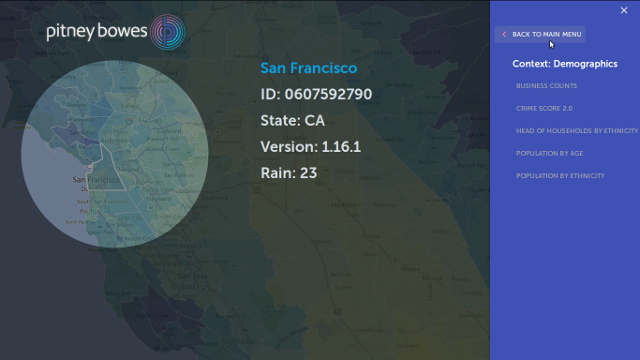 pitney bowes
San Francisco
ID: 0607592790
State: CA
Version: 1.16.1
Rain: 23
San Francisco
BACK TO MAIN MENU
Context: Demographics
BUSINESS COUNTS
CRIME SCORE 2.0
HEAD OF HOUSEHOLDS BY ETHNICITY
POPULATION BY AGE
POPULATION BY ETHNICITY